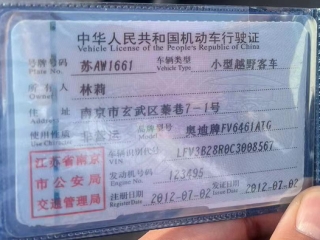 中华人民共和国机动车行驶证
Vehicle License of the People's Republic of China
号牌号码 苏AW1661 车辆类型 小型越野客车
Plate No. Vehicle Type
所有人 林莉
住址 南京市玄武区蓁巷7-1号
使用性质 非营运 品牌型号 奥迪牌FV6461ATG
车辆识别代号 LFV3B28R0C3008567
VIN
发动机号码 123495
Engine No.
注册日期 2012-07-02 发证日期 2012-07-02
Register Date Issue Date
江苏省南京
市公安局
交通管理局